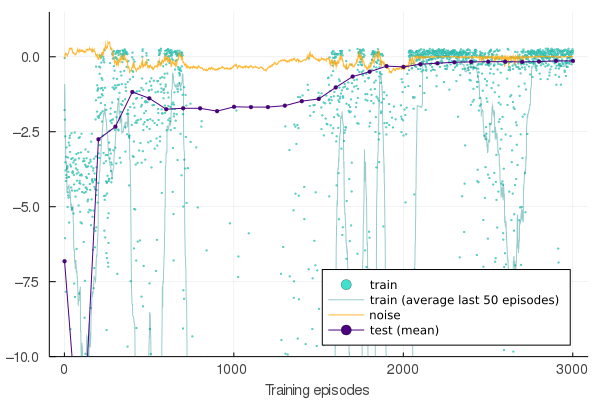 0.0
−2.5
−5.0
−7.5
−10.0
0
1000
2000
3000
Training episodes
train
train (average last 50 episodes)
noise
test (mean)